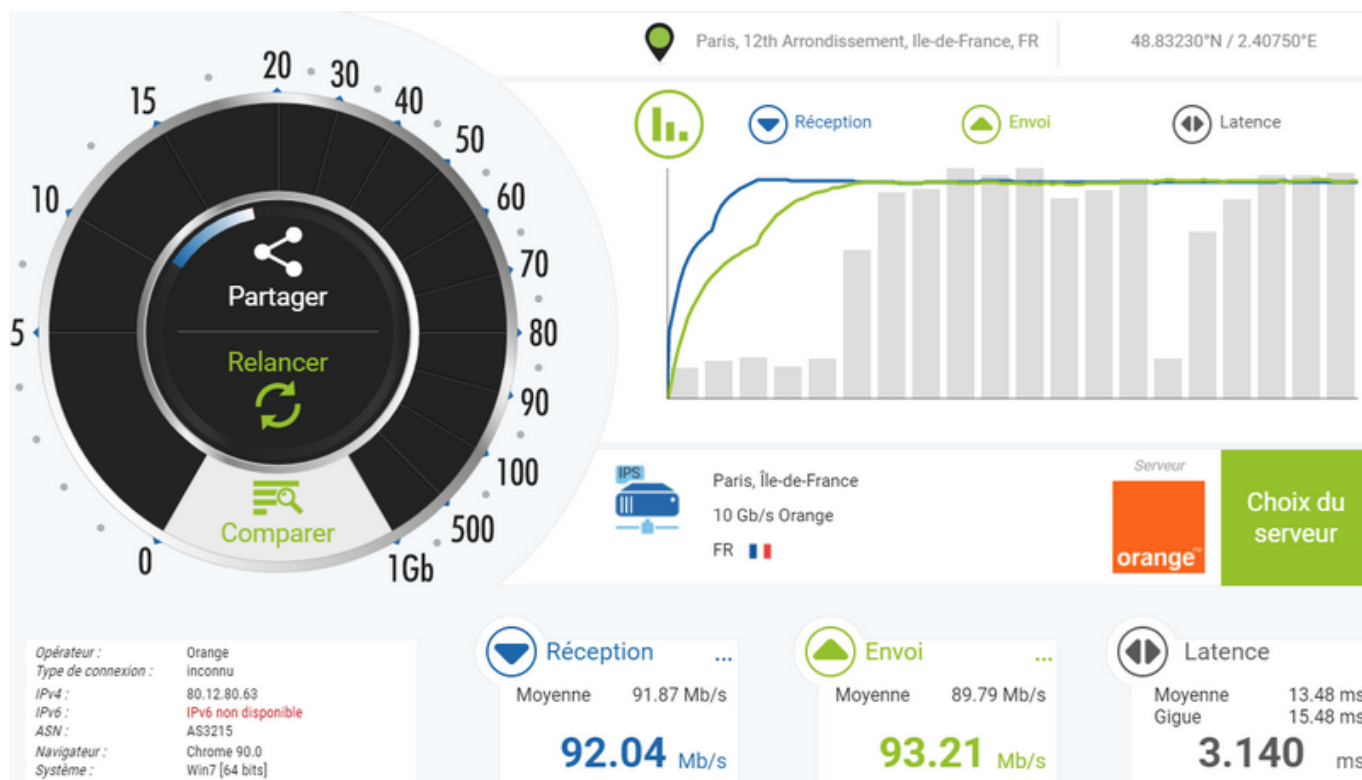 Paris, 12th Arrondissement, Ile-de-France, FR
48.83230°N / 2.40750°E
0
5
10
15
20
30
40
50
60
70
80
90
100
500
1Gb
Partager
Relancer
Comparer
Réception
Envoi
Latence
IPS
Paris, Île-de-France
10 Gb/s Orange
FR
Serveur
orange™
Choix du
serveur
Opérateur : Orange
Type de connexion : inconnu
IPv4 : 80.12.80.63
IPv6 : IPv6 non disponible
ASN : AS3215
Navigateur : Chrome 90.0
Système : Win7 [64 bits]
Réception ...
Moyenne 91.87 Mb/s
92.04 Mb/s
Envoi ...
Moyenne 89.79 Mb/s
93.21 Mb/s
Latence
Moyenne 13.48 ms
Gigue 15.48 ms
3.140 ms